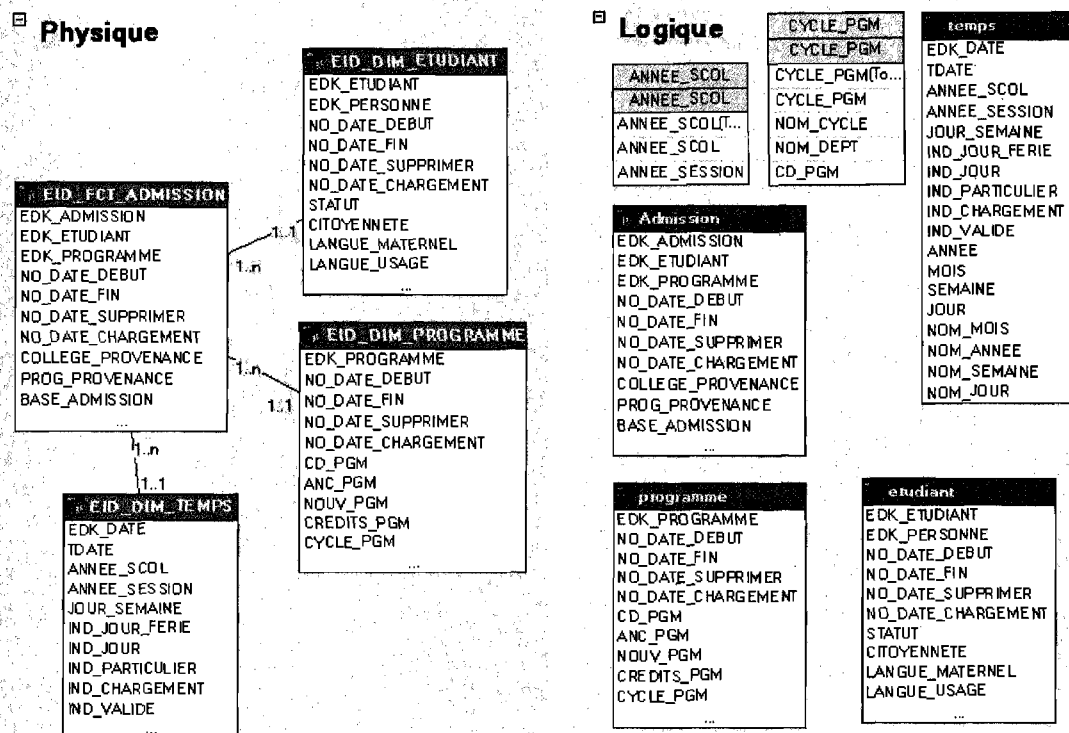 Physique
EID_DIM_ETUDIANT
EDK_ETUDIANT
EDK_PERSONNE
NO_DATE_DEBUT
NO_DATE_FIN
NO_DATE_SUPPRIMER
NO_DATE_CHARGEMENT
STATUT
CITOYENNETE
LANGUE_MATERNEL
LANGUE_USAGE
...
EID_FCT_ADMISSION
EDK_ADMISSION
EDK_ETUDIANT
EDK_PROGRAMME
NO_DATE_DEBUT
NO_DATE_FIN
NO_DATE_SUPPRIMER
NO_DATE_CHARGEMENT
COLLEGE_PROVENANCE
PROG_PROVENANCE
BASE_ADMISSION
...
1..1
1..n
1..n
1..1
1..n
1..1
EID_DIM_PROGRAMME
EDK_PROGRAMME
NO_DATE_DEBUT
NO_DATE_FIN
NO_DATE_SUPPRIMER
NO_DATE_CHARGEMENT
CD_PGM
ANC_PGM
NOUV_PGM
CREDITS_PGM
CYCLE_PGM
...
EID_DIM_TEMPS
EDK_DATE
TDATE
ANNEE_SCOL
ANNEE_SESSION
JOUR_SEMAINE
IND_JOUR_FERIE
IND_JOUR
IND_PARTICULIER
IND_CHARGEMENT
IND_VALIDE
...
Logique
ANNEE_SCOL
ANNEE_SCOL
ANNEE_SCOL(T...
ANNEE_SCOL
ANNEE_SESSION
CYCLE_PGM
CYCLE_PGM
CYCLE_PGM(To...
CYCLE_PGM
NOM_CYCLE
NOM_DEPT
CD_PGM
temps
EDK_DATE
TDATE
ANNEE_SCOL
ANNEE_SESSION
JOUR_SEMAINE
IND_JOUR_FERIE
IND_JOUR
IND_PARTICULIER
IND_CHARGEMENT
IND_VALIDE
ANNEE
MOIS
SEMAINE
JOUR
NOM_MOIS
NOM_ANNEE
NOM_SEMAINE
NOM_JOUR
Admission
EDK_ADMISSION
EDK_ETUDIANT
EDK_PROGRAMME
NO_DATE_DEBUT
NO_DATE_FIN
NO_DATE_SUPPRIMER
NO_DATE_CHARGEMENT
COLLEGE_PROVENANCE
PROG_PROVENANCE
BASE_ADMISSION
...
programme
EDK_PROGRAMME
NO_DATE_DEBUT
NO_DATE_FIN
NO_DATE_SUPPRIMER
NO_DATE_CHARGEMENT
CD_PGM
ANC_PGM
NOUV_PGM
CREDITS_PGM
CYCLE_PGM
...
etudiant
EDK_ETUDIANT
EDK_PERSONNE
NO_DATE_DEBUT
NO_DATE_FIN
NO_DATE_SUPPRIMER
NO_DATE_CHARGEMENT
STATUT
CITOYENNETE
LANGUE_MATERNEL
LANGUE_USAGE
...